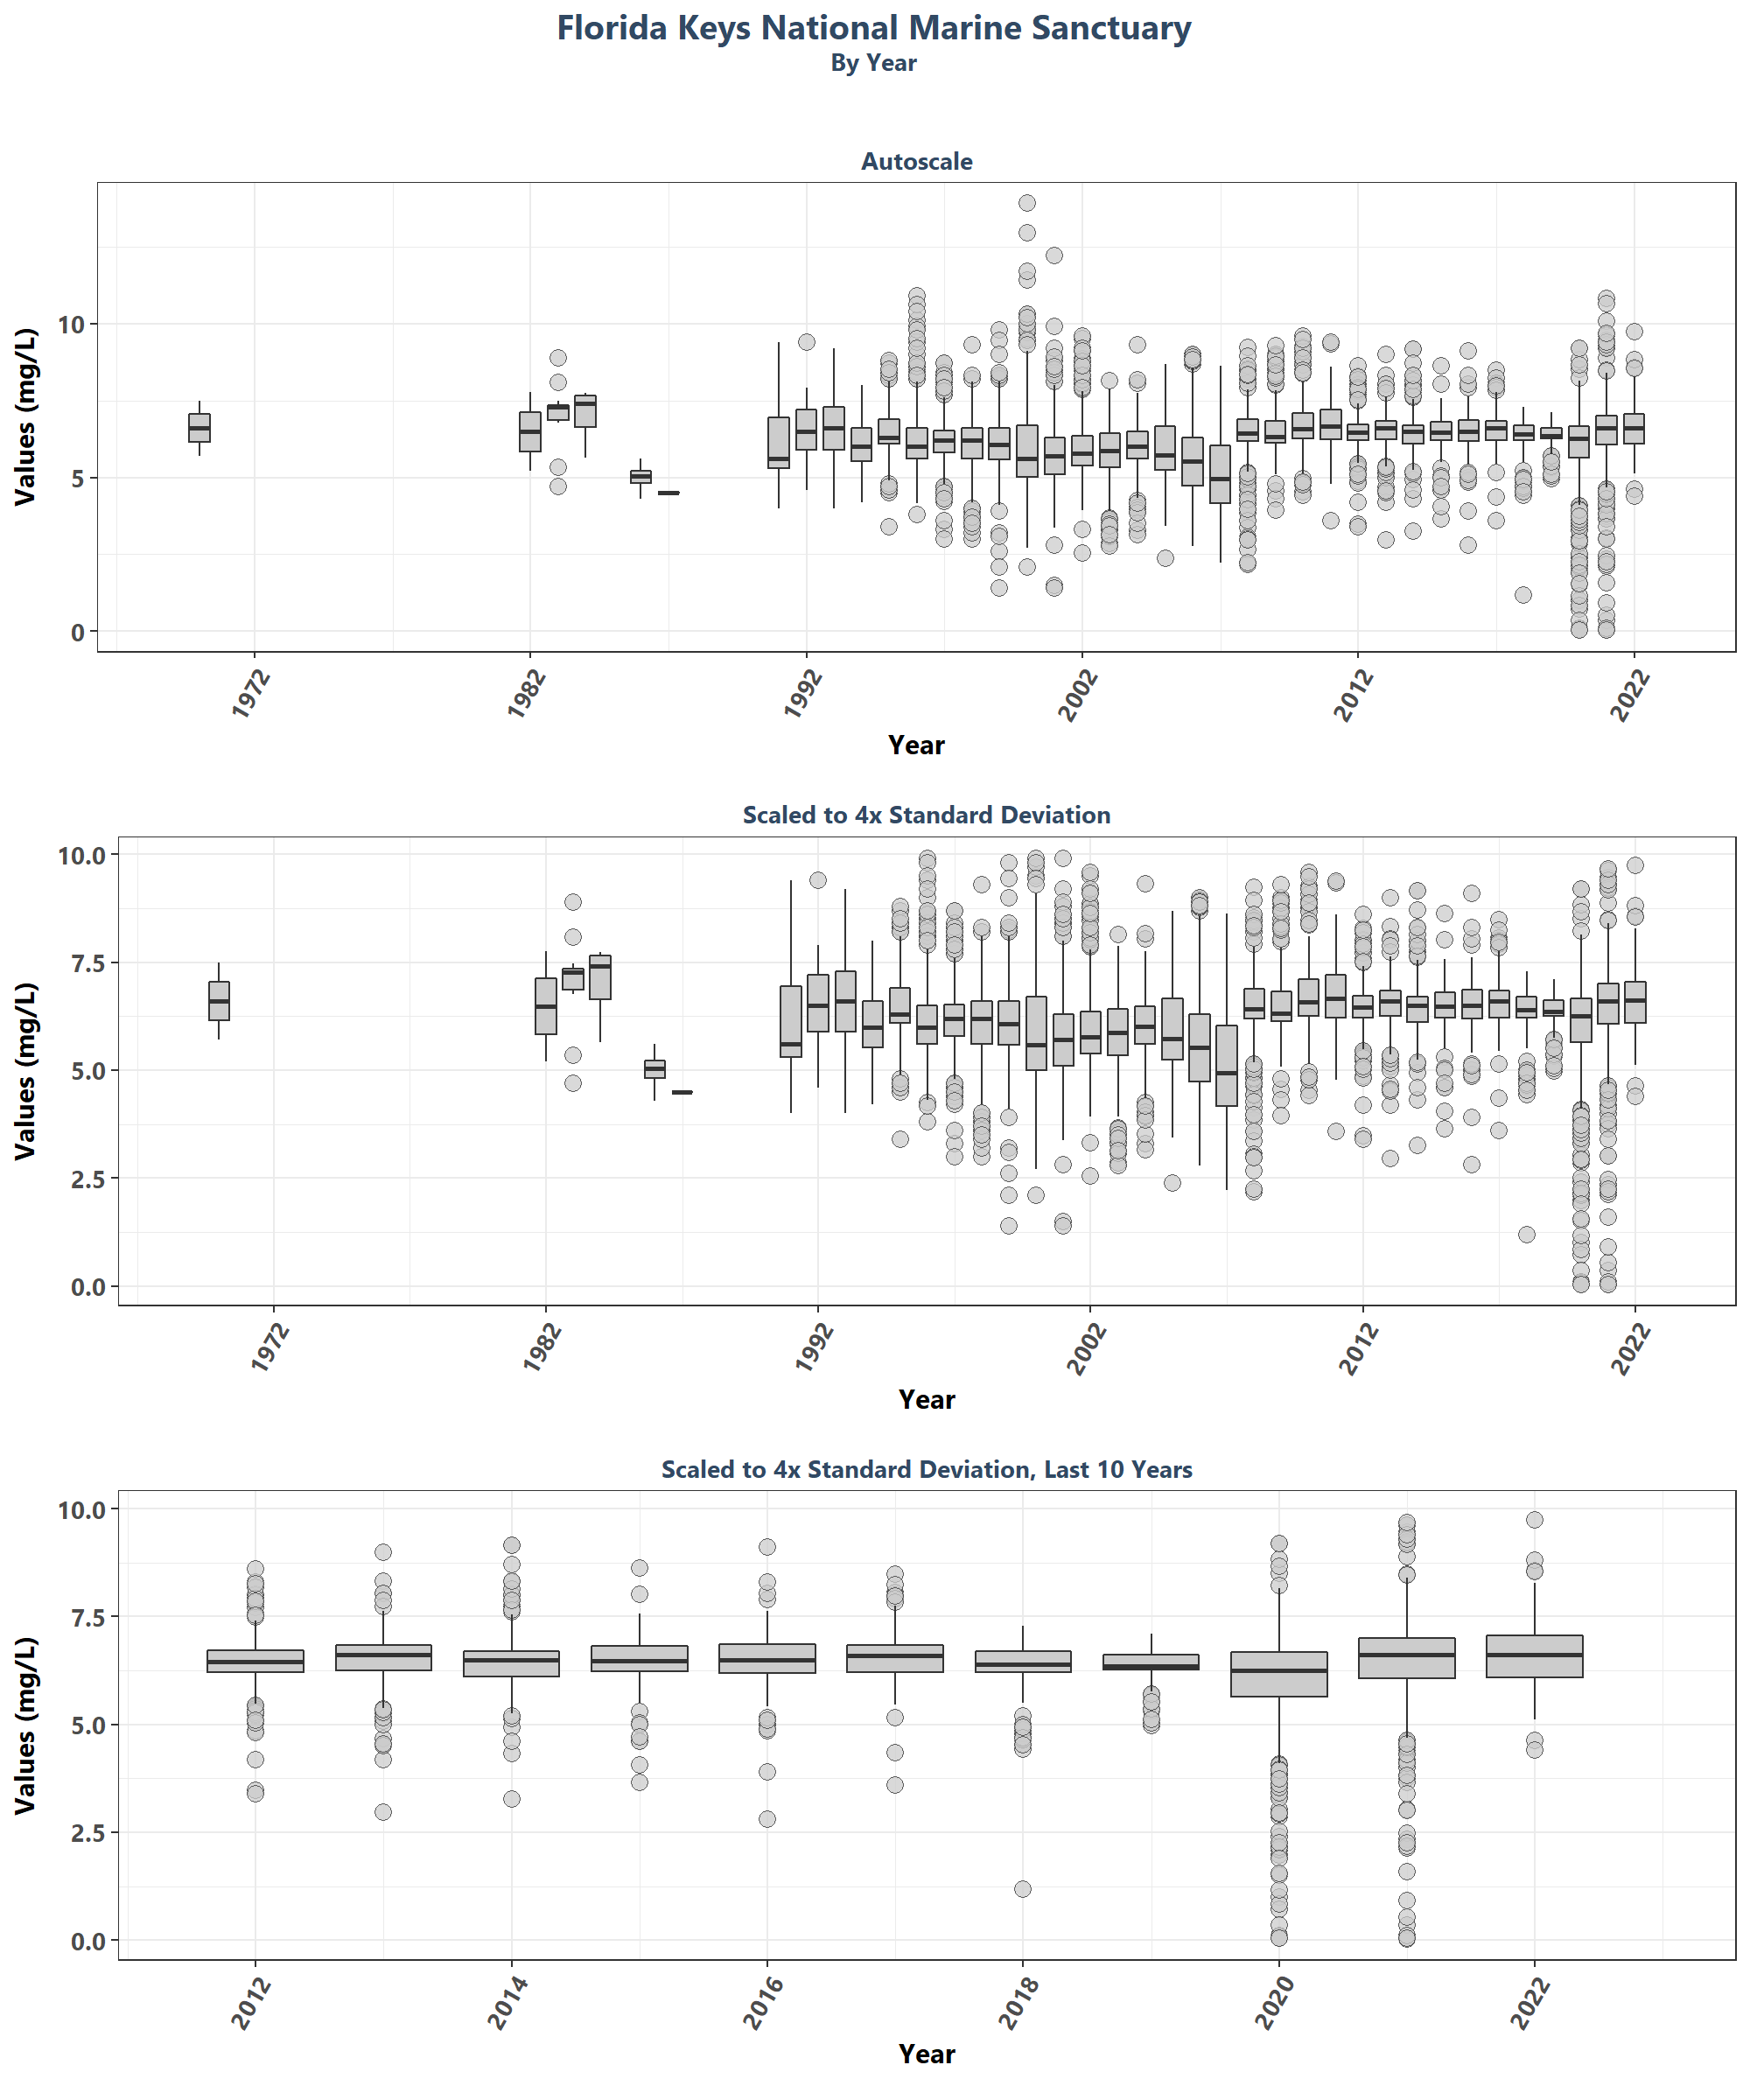 Florida Keys National Marine Sanctuary
By Year
Autoscale
Values (mg/L)
10
5
0
1972
1982
1992
2002
2012
2022
Year
Scaled to 4x Standard Deviation
Values (mg/L)
10.0
7.5
5.0
2.5
0.0
1972
1982
1992
2002
2012
2022
Year
Scaled to 4x Standard Deviation, Last 10 Years
Values (mg/L)
10.0
7.5
5.0
2.5
0.0
2012
2014
2016
2018
2020
2022
Year